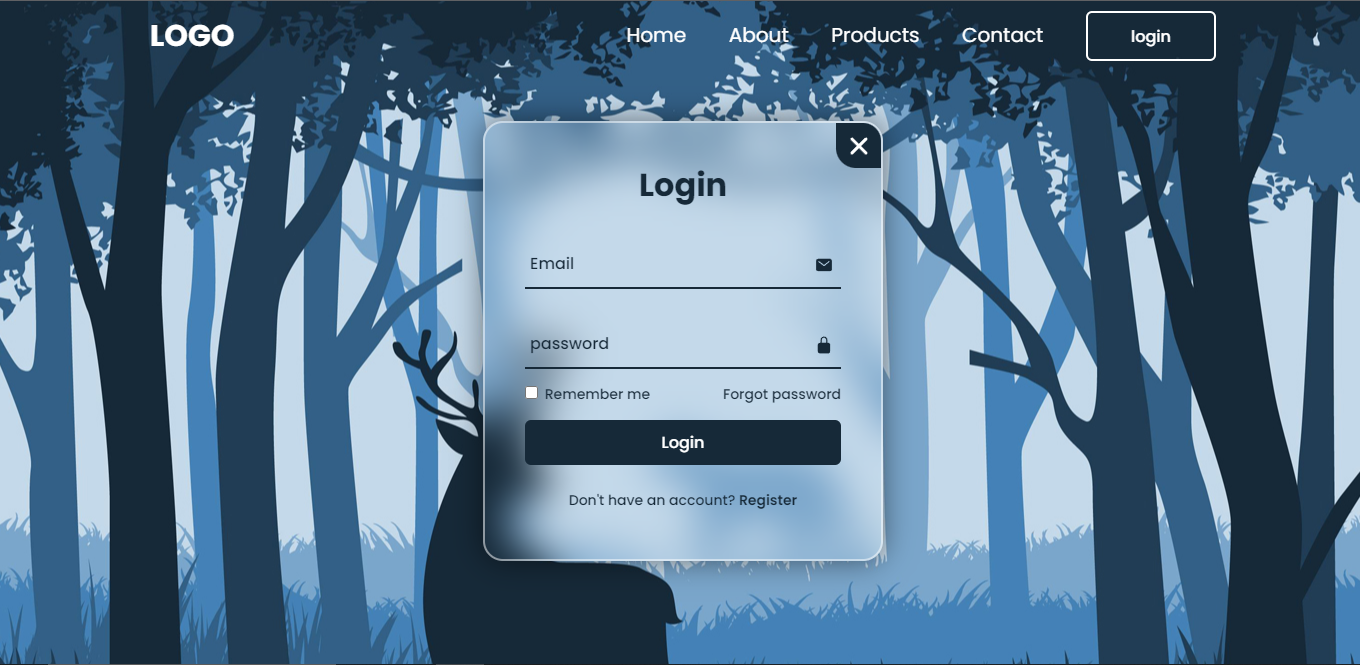 LOGO Home About Products Contact login
Login
Email
password
Remember me Forgot password
Login
Don't have an account? Register